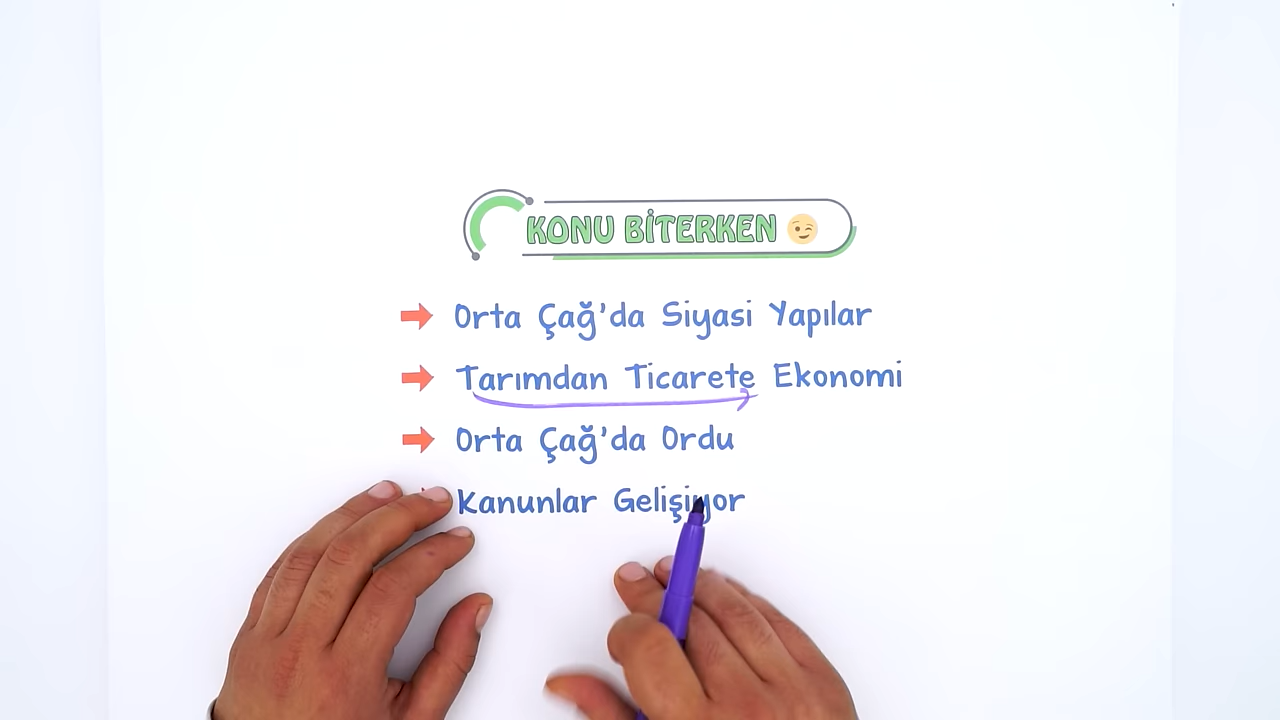 KONU BİTERKEN
Orta Çağ'da Siyasi Yapılar
Tarımdan Ticarete Ekonomi
Orta Çağ'da Ordu
Kanunlar Gelişiyor